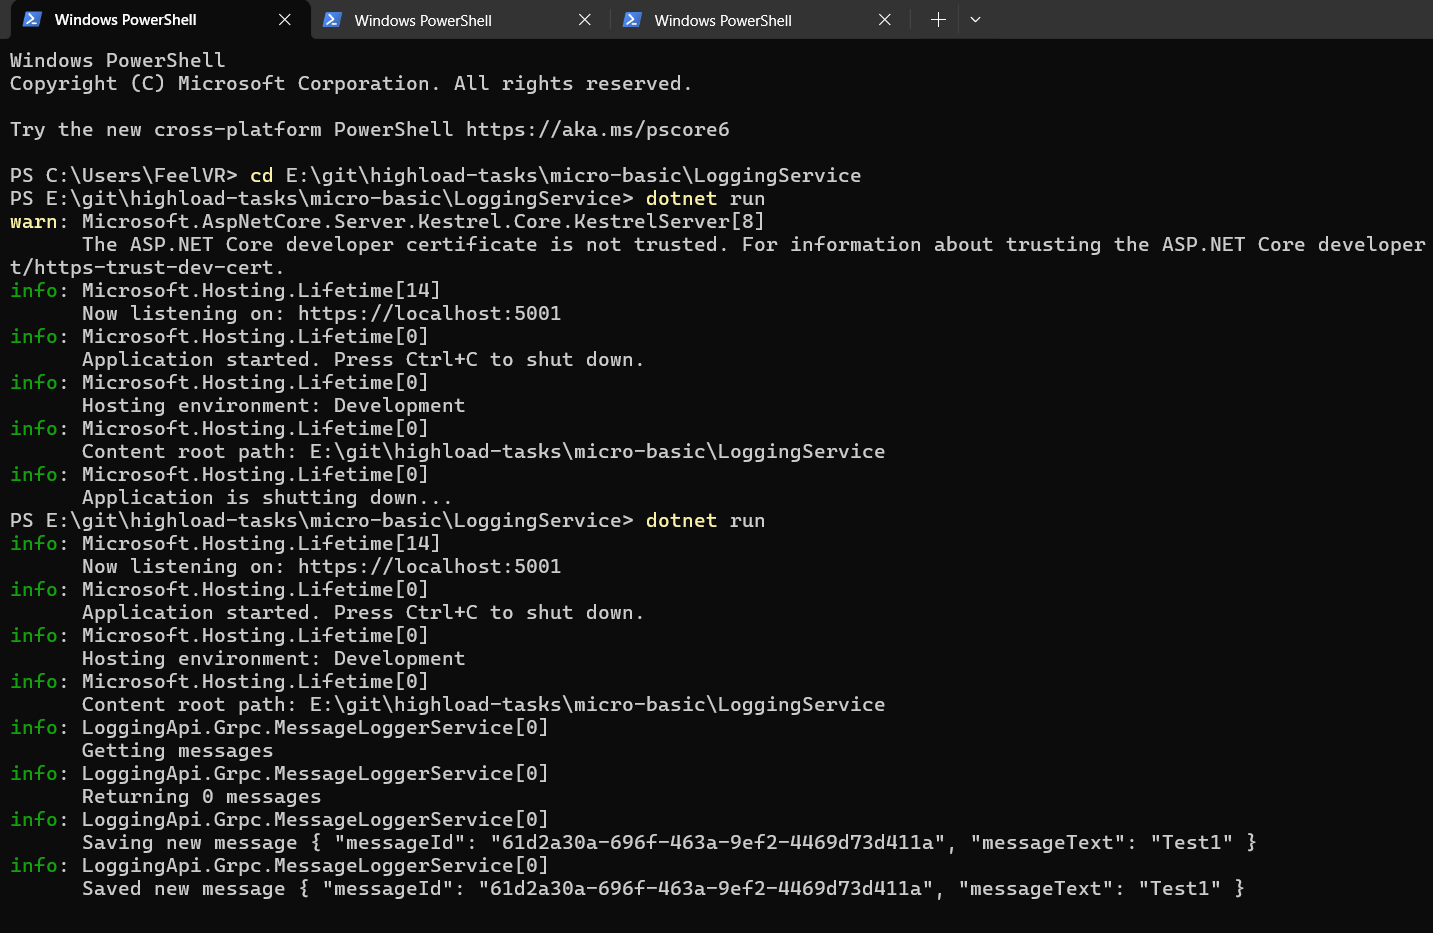 Windows PowerShell Windows PowerShell Windows PowerShell
Windows PowerShell
Copyright (C) Microsoft Corporation. All rights reserved.
Try the new cross-platform PowerShell https://aka.ms/pscore6
PS C:\Users\FeelVR> cd E:\git\highload-tasks\micro-basic\LoggingService
PS E:\git\highload-tasks\micro-basic\LoggingService> dotnet run
warn: Microsoft.AspNetCore.Server.Kestrel.Core.KestrelServer[8]
The ASP.NET Core developer certificate is not trusted. For information about trusting the ASP.NET Core developer
t/https-trust-dev-cert.
info: Microsoft.Hosting.Lifetime[14]
Now listening on: https://localhost:5001
info: Microsoft.Hosting.Lifetime[0]
Application started. Press Ctrl+C to shut down.
info: Microsoft.Hosting.Lifetime[0]
Hosting environment: Development
info: Microsoft.Hosting.Lifetime[0]
Content root path: E:\git\highload-tasks\micro-basic\LoggingService
info: Microsoft.Hosting.Lifetime[0]
Application is shutting down...
PS E:\git\highload-tasks\micro-basic\LoggingService> dotnet run
info: Microsoft.Hosting.Lifetime[14]
Now listening on: https://localhost:5001
info: Microsoft.Hosting.Lifetime[0]
Application started. Press Ctrl+C to shut down.
info: Microsoft.Hosting.Lifetime[0]
Hosting environment: Development
info: Microsoft.Hosting.Lifetime[0]
Content root path: E:\git\highload-tasks\micro-basic\LoggingService
info: LoggingApi.Grpc.MessageLoggerService[0]
Getting messages
info: LoggingApi.Grpc.MessageLoggerService[0]
Returning 0 messages
info: LoggingApi.Grpc.MessageLoggerService[0]
Saving new message { "messageId": "61d2a30a-696f-463a-9ef2-4469d73d411a", "messageText": "Test1" }
info: LoggingApi.Grpc.MessageLoggerService[0]
Saved new message { "messageId": "61d2a30a-696f-463a-9ef2-4469d73d411a", "messageText": "Test1" }